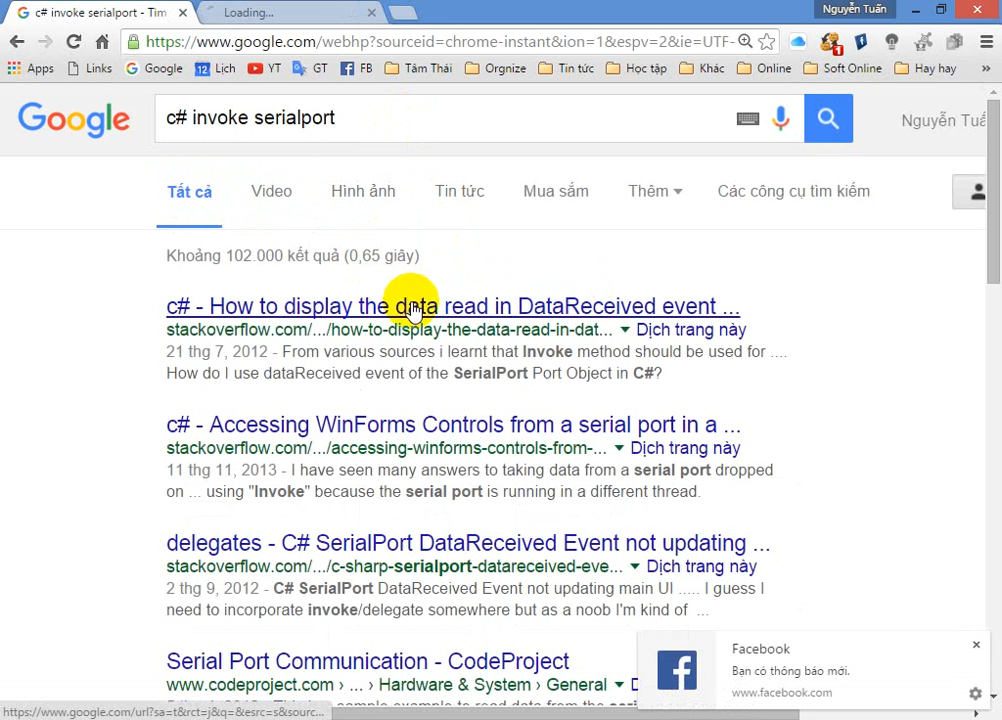 c# invoke serialport - Tim
Loading...
Nguyễn Tuấn
https://www.google.com/webhp?sourceid=chrome-instant&ion=1&espv=2&ie=UTF-
1
Apps Links Google 12 Lịch YT GT FB Tâm Thái Orgnize Tin tức Học tập Khác Online Soft Online Hay hay »
Google
c# invoke serialport
Nguyễn Tuấ
Tất cả Video Hình ảnh Tin tức Mua sắm Thêm Các công cụ tìm kiếm
Khoảng 102.000 kết quả (0,65 giây)
c# - How to display the data read in DataReceived event ...
stackoverflow.com/.../how-to-display-the-data-read-in-dat... Dịch trang này
21 thg 7, 2012 - From various sources i learnt that Invoke method should be used for ....
How do I use dataReceived event of the SerialPort Port Object in C#?
c# - Accessing WinForms Controls from a serial port in a ...
stackoverflow.com/.../accessing-winforms-controls-from-... Dịch trang này
11 thg 11, 2013 - I have seen many answers to taking data from a serial port dropped
on ... using "Invoke" because the serial port is running in a different thread.
delegates - C# SerialPort DataReceived Event not updating ...
stackoverflow.com/.../c-sharp-serialport-datareceived-eve... Dịch trang này
2 thg 9, 2012 - C# SerialPort DataReceived Event not updating main UI ..... I guess I
need to incorporate invoke/delegate somewhere but as a noob I'm kind of ...
Serial Port Communication - CodeProject
www.codeproject.com › ... › Hardware & System › General
Facebook
Bạn có thông báo mới.
www.facebook.com
https://www.google.com/url?sa=t&rct=j&q=&esrc=s&sourc...